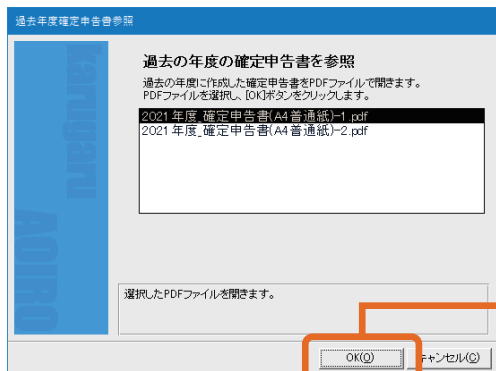 過去年度確定申告書参照
過去の年度の確定申告書を参照
過去の年度に作成した確定申告書をPDFファイルで開きます。
PDFファイルを選択し、[OK]ボタンをクリックします。
2021年度_確定申告書(A4普通紙)-1.pdf
2021年度_確定申告書(A4普通紙)-2.pdf
karugaru
AOIRO
選択したPDFファイルを開きます。
OK(O)
キャンセル(C)